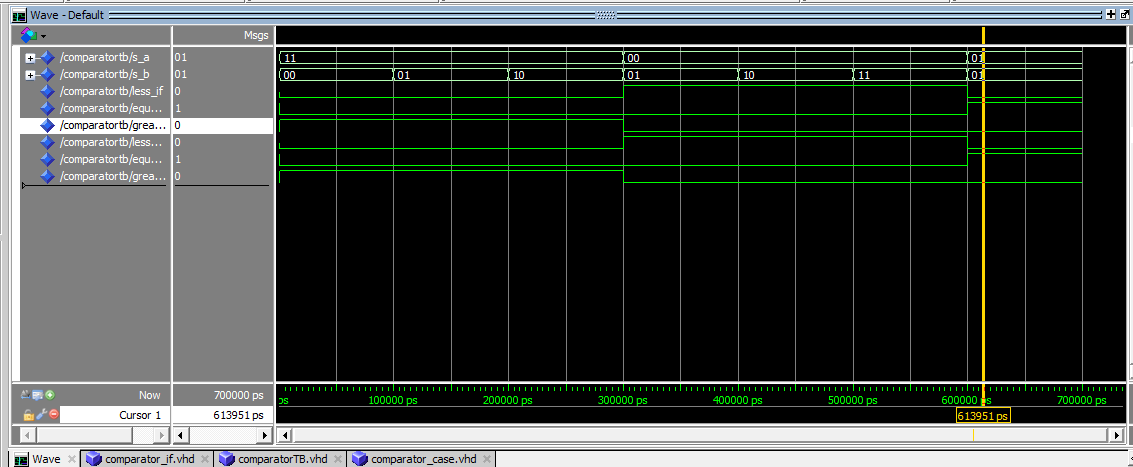 Wave - Default
Msgs
/comparatortb/s_a 01 11 00 01
/comparatortb/s_b 01 00 01 10 01 10 11 01
/comparatortb/less_if 0
/comparatortb/equ... 1
/comparatortb/grea... 0
/comparatortb/less... 0
/comparatortb/equ... 1
/comparatortb/grea... 0
Now 700000 ps ps 100000 ps 200000 ps 300000 ps 400000 ps 500000 ps 600000 ps 700000 ps
Cursor 1 613951 ps 613951 ps
Wave comparator_if.vhd comparatorTB.vhd comparator_case.vhd